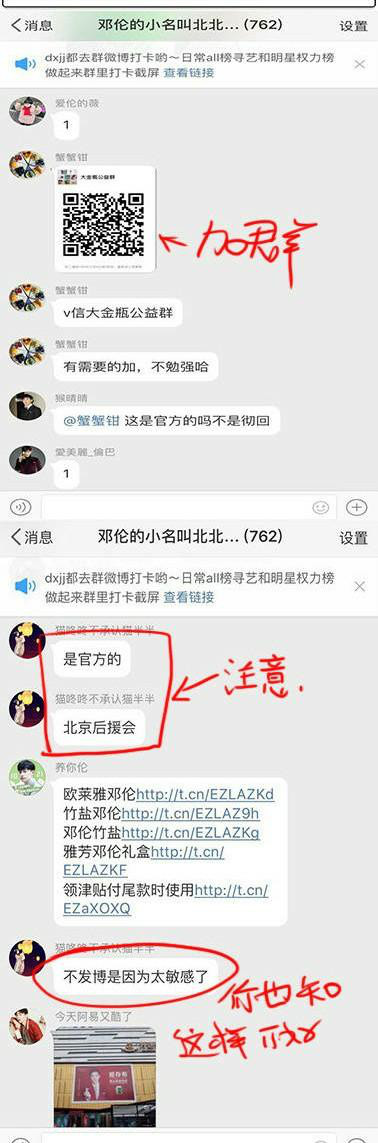 消息
邓伦的小名叫北北... (762)
设置
dxjj都去群微博打卡哟～日常all榜寻艺和明星权力榜
做起来群里打卡截屏 查看链接
爱伦的薇
1
蟹蟹钳
大金瓶公益群
加君羊
蟹蟹钳
v信大金瓶公益群
蟹蟹钳
有需要的加，不勉强哈
猴晴晴
@蟹蟹钳 这是官方的吗不是彻回
愛美麗_倫巴
1
消息
邓伦的小名叫北北... (762)
设置
dxjj都去群微博打卡哟～日常all榜寻艺和明星权力榜
做起来群里打卡截屏 查看链接
猫咚咚不承认猫半半
是官方的
注意.
猫咚咚不承认猫半半
北京后援会
养你伦
欧莱雅邓伦http://t.cn/EZLAZKd
竹盐邓伦http://t.cn/EZLAZ9h
邓伦竹盐http://t.cn/EZLAZKg
雅芳邓伦礼盒http://t.cn/
EZLAZKF
领津贴付尾款时使用http://t.cn/
EZaXOXQ
猫咚咚不承认猫半半
不发博是因为太敏感了
你也知
这样不
今天阿易又酷了